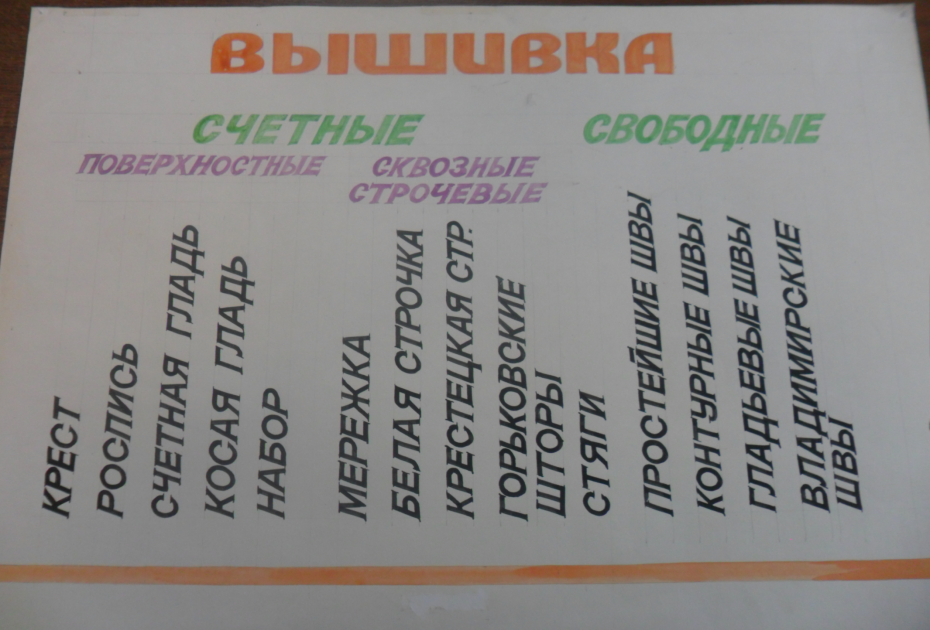 ВЫШИВКА
СЧЕТНЫЕ
СВОБОДНЫЕ
ПОВЕРХНОСТНЫЕ
СКВОЗНЫЕ
СТРОЧЕВЫЕ
КРЕСТ
РОСПИСЬ
СЧЕТНАЯ ГЛАДЬ
КОСАЯ ГЛАДЬ
НАБОР
МЕРЕЖКА
БЕЛАЯ СТРОЧКА
КРЕСТЕЦКАЯ СТР.
ГОРЬКОВСКИЕ
ШТОРЫ
СТЯГИ
ПРОСТЕЙШИЕ ШВЫ
КОНТУРНЫЕ ШВЫ
ГЛАДЬЕВЫЕ ШВЫ
ВЛАДИМИРСКИЕ
ШВЫ